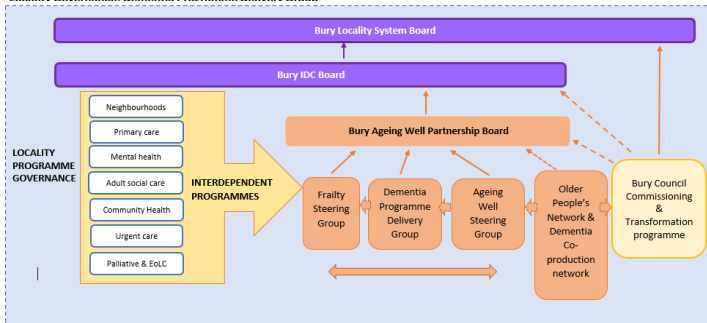 Bury Locality System Board
Bury IDC Board
Neighbourhoods
Primary care
Mental health
Adult social care
Community Health
Urgent care
Palliative & EoLC
LOCALITY
PROGRAMME
GOVERNANCE
INTERDEPENDENT
PROGRAMMES
Bury Ageing Well Partnership Board
Frailty
Steering
Group
Dementia
Programme
Delivery
Group
Ageing
Well
Steering
Group
Older
People's
Network &
Dementia
Co-
production
network
Bury Council
Commissioning
&
Transformation
programme